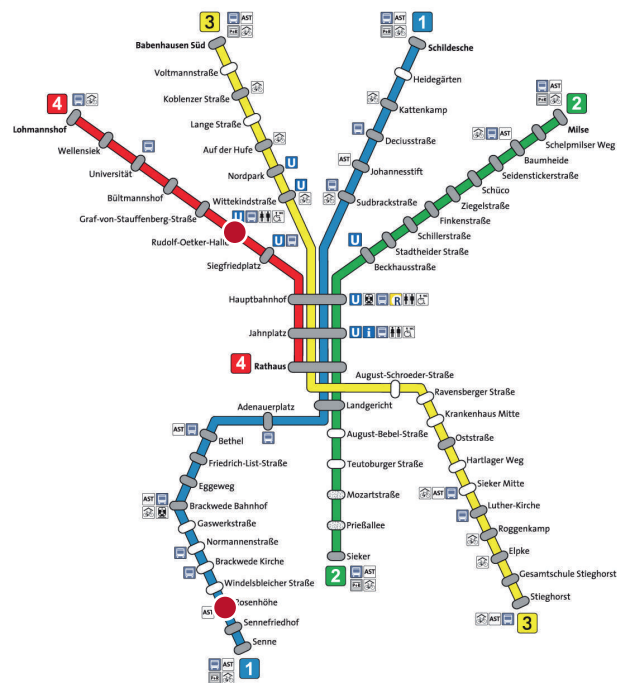 3
AST
P+R
Babenhausen Süd
Voltmannstraße
Koblenzer Straße
Lange Straße
Auf der Hufe
Nordpark
U
Wittekindstraße
U
1
AST
P+R
Schildesche
Heidegärten
Kattenkamp
Deciusstraße
AST
Johannesstift
Sudbrackstraße
4
Lohmannshof
Wellensiek
Universität
Bültmannshof
Graf-von-Stauffenberg-Straße
U
Rudolf-Oetker-Halle
U
Siegfriedplatz
AST
P+R
2
Milse
AST
Schelpmilser Weg
Baumheide
Seidenstickerstraße
Schüco
Ziegelstraße
Finkenstraße
Schillerstraße
Stadtheider Straße
U
Beckhausstraße
Hauptbahnhof
U R
Jahnplatz
U i
4 Rathaus
August-Schroeder-Straße
Ravensberger Straße
Krankenhaus Mitte
Oststraße
Hartlager Weg
Sieker Mitte
AST
Luther-Kirche
Roggenkamp
Elpke
Gesamtschule Stieghorst
Stieghorst
AST
3
Landgericht
August-Bebel-Straße
Teutoburger Straße
Mozartstraße
Prießallee
Sieker
2 AST
P+R
Adenauerplatz
AST
Bethel
Friedrich-List-Straße
Eggeweg
AST
Brackwede Bahnhof
Gaswerkstraße
Normannenstraße
Brackwede Kirche
Windelsbleicher Straße
AST
Rosenhöhe
Sennefriedhof
Senne
AST
P+R
1